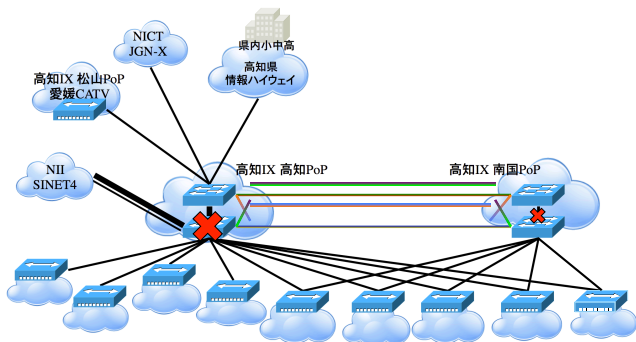 NICT
JGN-X
県内小中高
高知県
情報ハイウェイ
高知IX 松山PoP
愛媛CATV
NII
SINET4
高知IX 高知PoP
高知IX 南国PoP